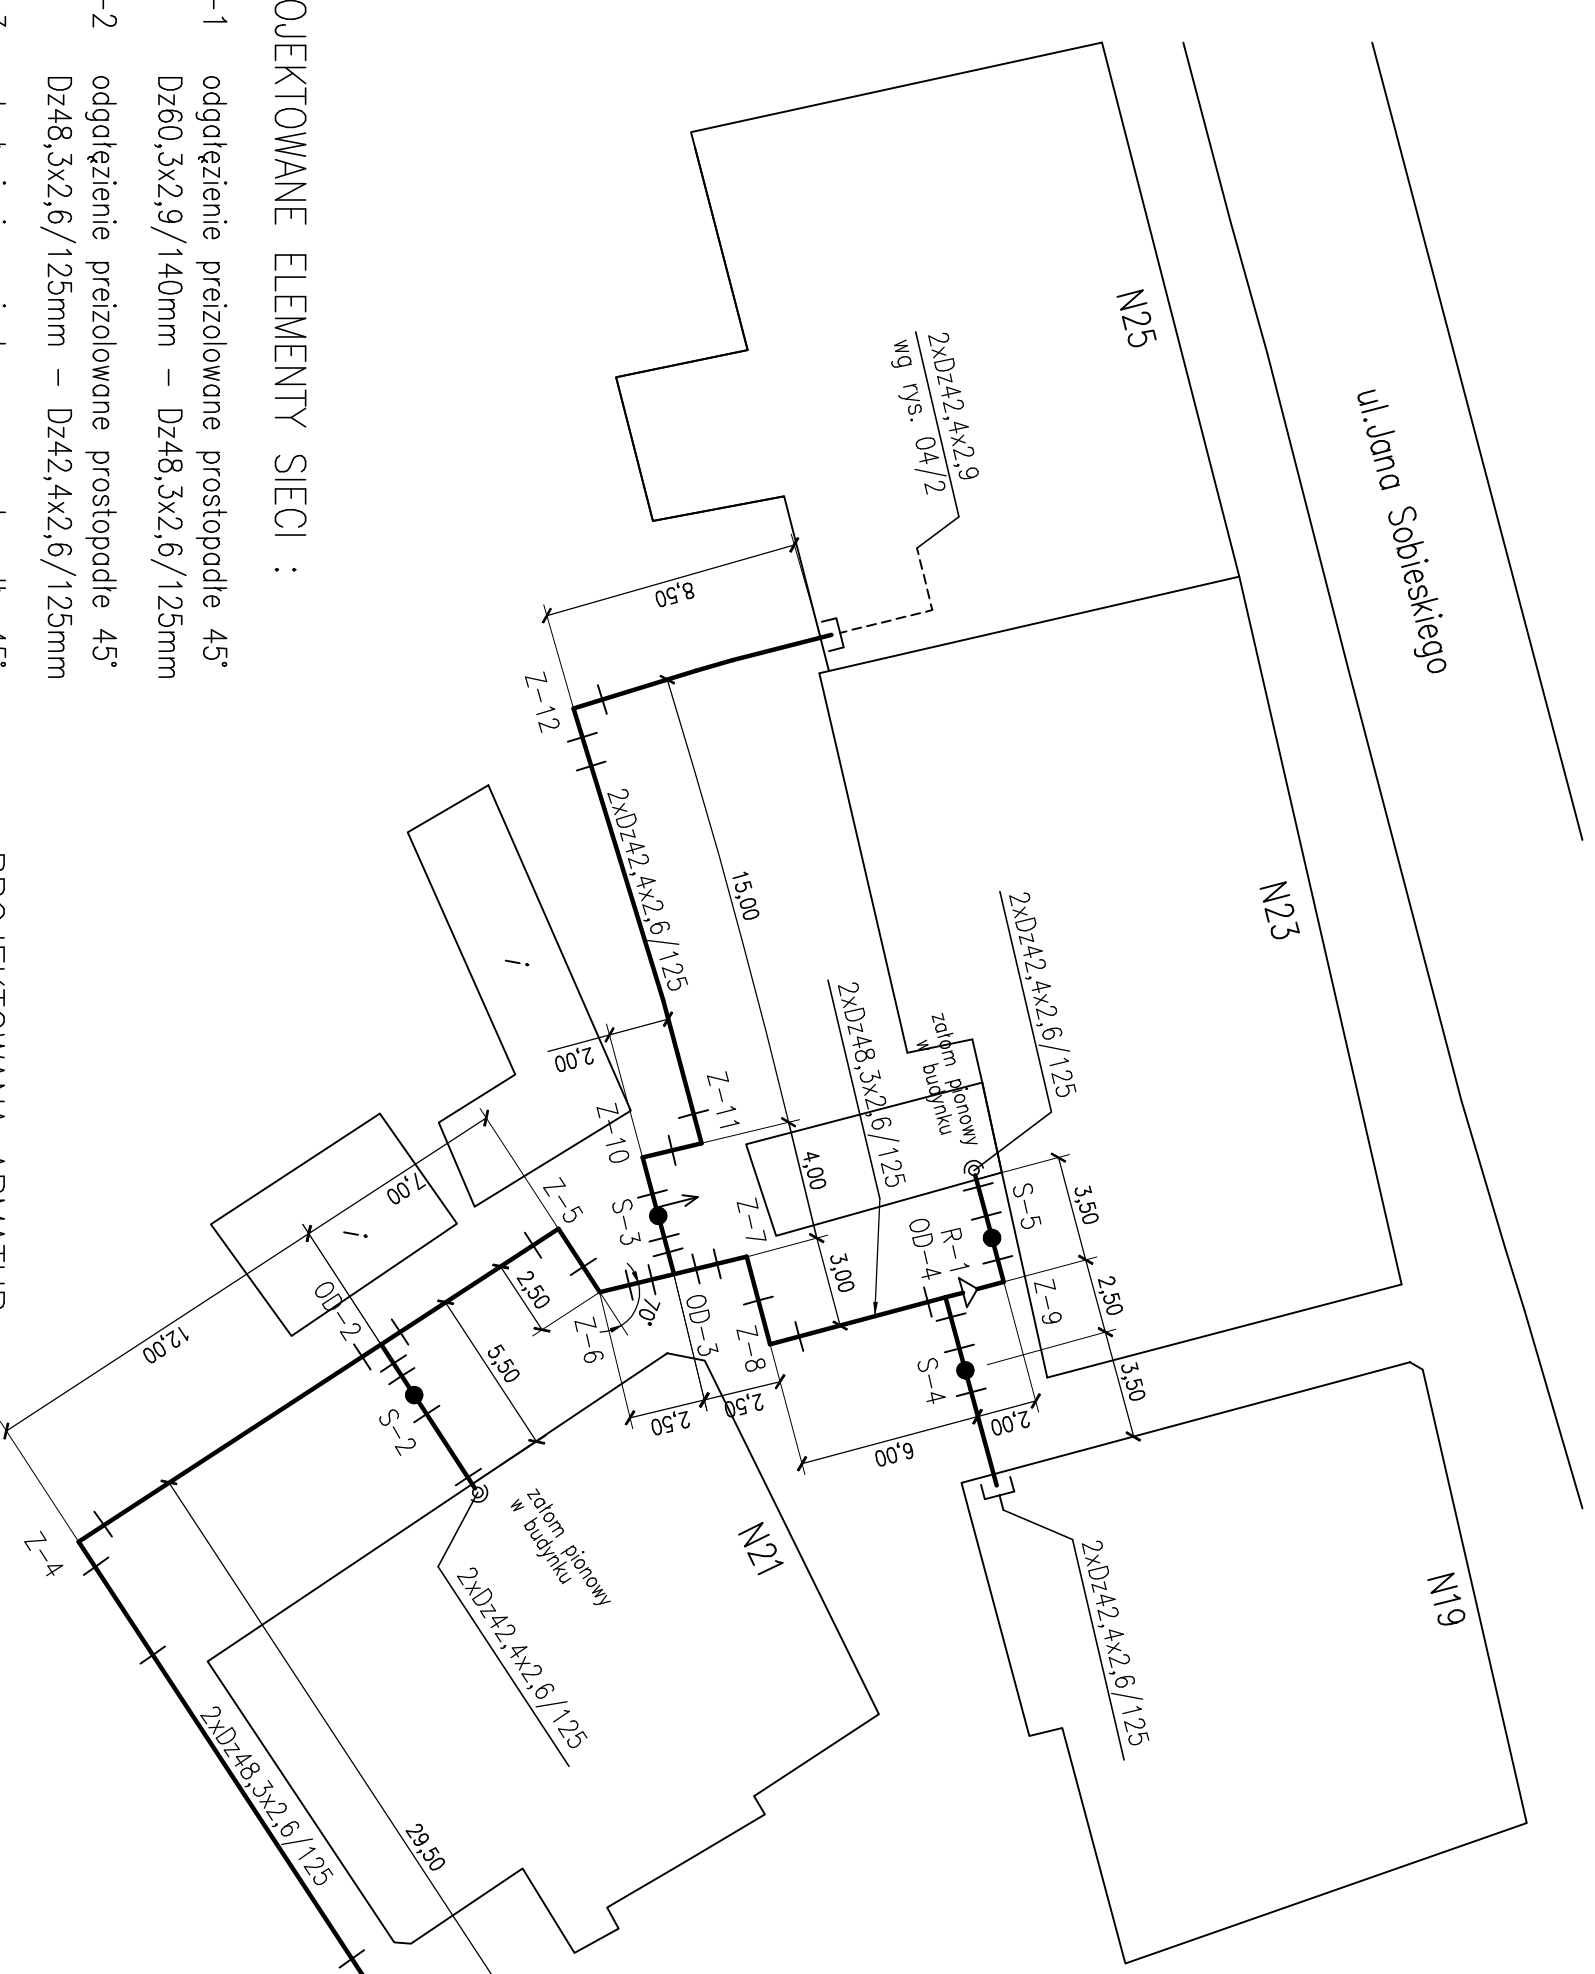 OJEKTOWANE ELEMENTY SIECI :
-1 odgałęzienie preizolowane prostopadłe 45°
Dz60,3x2,9/140mm – Dz48,3x2,6/125mm
-2 odgałęzienie preizolowane prostopadłe 45°
Dz48,3x2,6/125mm – Dz42,4x2,6/125mm
ul.Jana Sobieskiego
N25
N23
N19
N21
2xDz42,4x2,9
wg rys. 04/2
8,50
Z-12
2xDz42,4x2,6/125
15,00
2,00
Z-11
Z-10
S-3
4,00
Z-7
3,00
2xDz48,3x2,6/125
załom pionowy
w budynku
2xDz42,4x2,6/125
S-5
R-1
OD-4
Z-9
3,50
2,50
3,50
S-4
2,00
6,00
2xDz42,4x2,6/125
Z-8
OD-3
2,50
2,50
70°
Z-6
Z-5
2,50
7,00
i
i
OD-2
12,00
5,50
S-2
załom pionowy
w budynku
2xDz42,4x2,6/125
Z-4
2xDz48,3x2,6/125
29,50